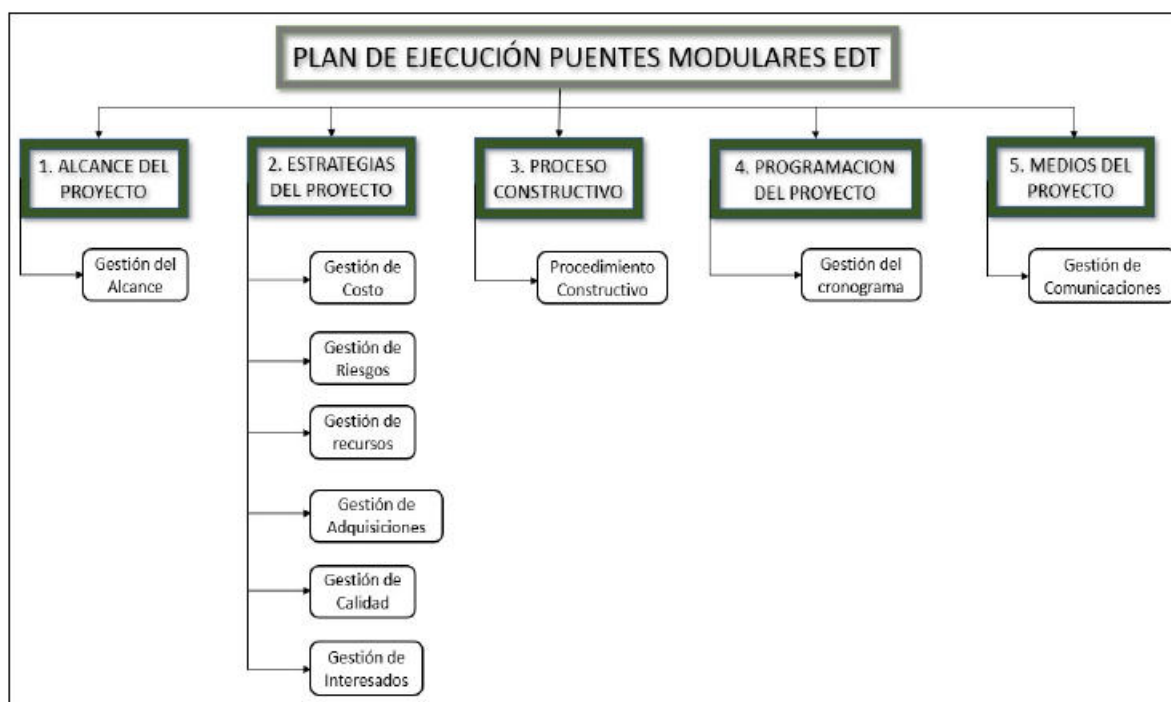 PLAN DE EJECUCIÓN PUENTES MODULARES EDT
1. ALCANCE DEL
PROYECTO
Gestión del
Alcance
2. ESTRATEGIAS
DEL PROYECTO
Gestión de
Costo
Gestión de
Riesgos
Gestión de
recursos
Gestión de
Adquisiciones
Gestión de
Calidad
Gestión de
Interesados
3. PROCESO
CONSTRUCTIVO
Procedimiento
Constructivo
4. PROGRAMACION
DEL PROYECTO
Gestión del
cronograma
5. MEDIOS DEL
PROYECTO
Gestión de
Comunicaciones